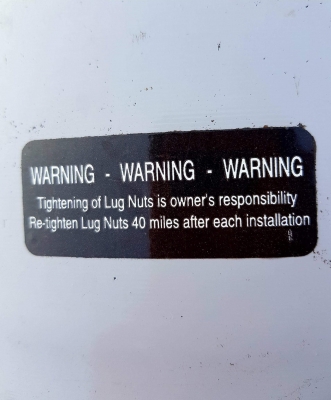 WARNING - WARNING - WARNING
Tightening of Lug Nuts is owner's responsibility
Re-tighten Lug Nuts 40 miles after each installation